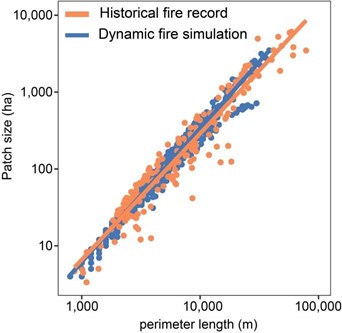 10,000
Historical fire record
Dynamic fire simulation
1,000
Patch size (ha)
100
10
1,000
10,000
100,000
perimeter length (m)